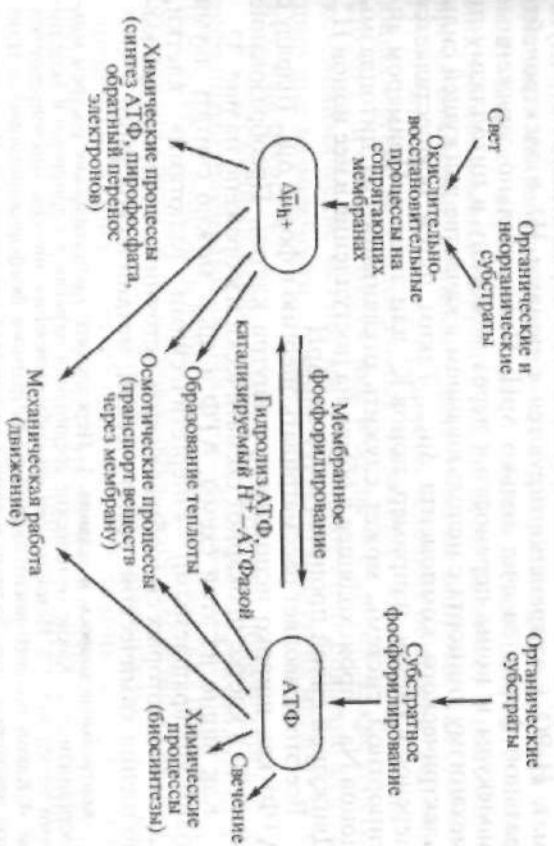 Свет
Органические и
неорганические
субстраты
Окислительно-
восстановительные
процессы на
сопрягающих
мембранах
Органические
субстраты
Субстратное
фосфорилирование
Δμ̄h+
Мембранное
фосфорилирование
Гидролиз АТФ,
катализируемый H+–АТФазой
АТФ
Химические процессы
(синтез АТФ, пирофосфата,
обратный перенос
электронов)
Образование теплоты
Осмотические процессы
(транспорт веществ
через мембрану)
Механическая работа
(движение)
Свечение
Химические
процессы
(биосинтезы)